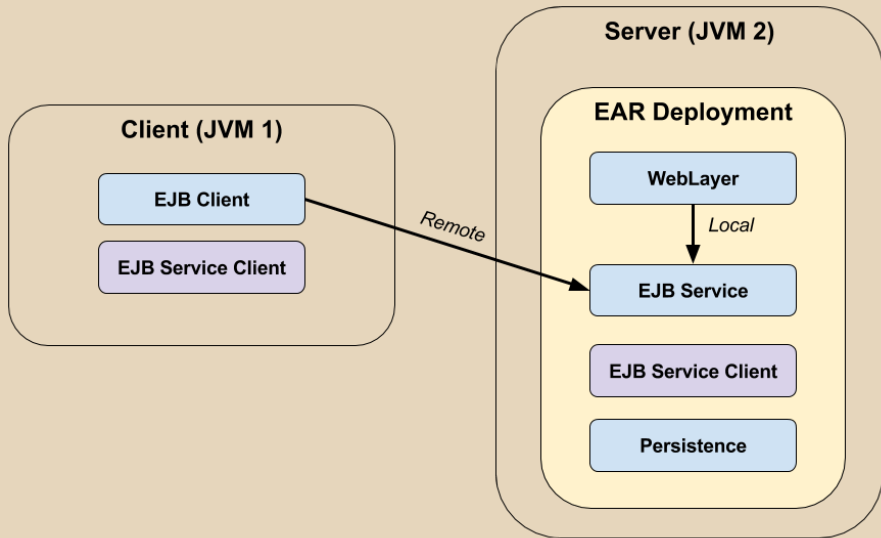 Server (JVM 2)
EAR Deployment
Client (JVM 1)
WebLayer
EJB Client
Remote
Local
EJB Service Client
EJB Service
EJB Service Client
Persistence